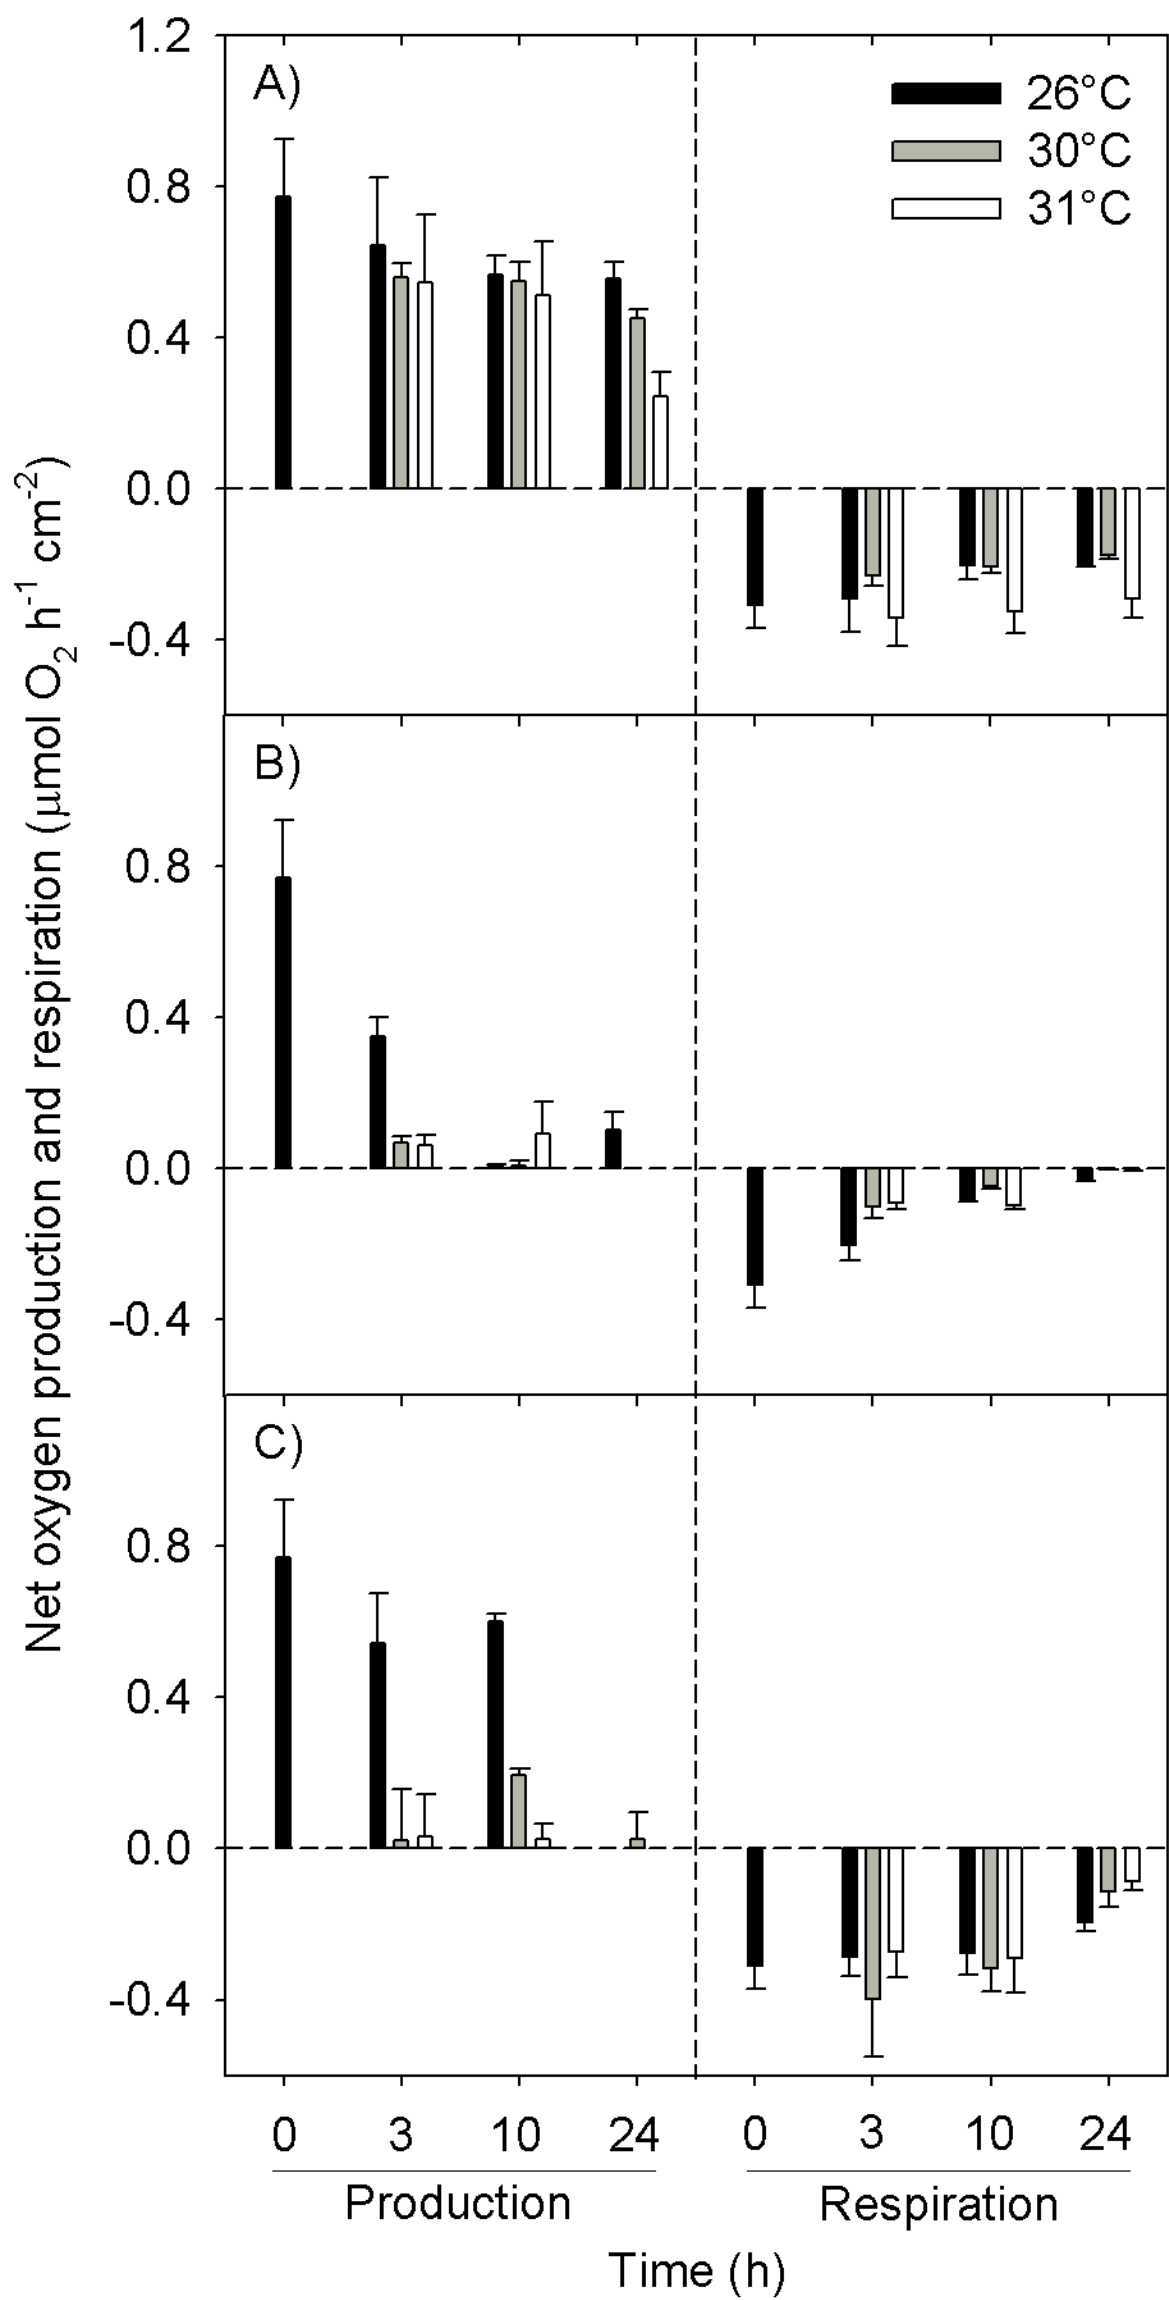 Net oxygen production and respiration (μmol O₂ h⁻¹ cm⁻²)
1.2
0.8
0.4
0.0
-0.4
A)
26°C
30°C
31°C
0.8
0.4
0.0
-0.4
B)
0.8
0.4
0.0
-0.4
C)
0 3 10 24 0 3 10 24
Production Respiration
Time (h)